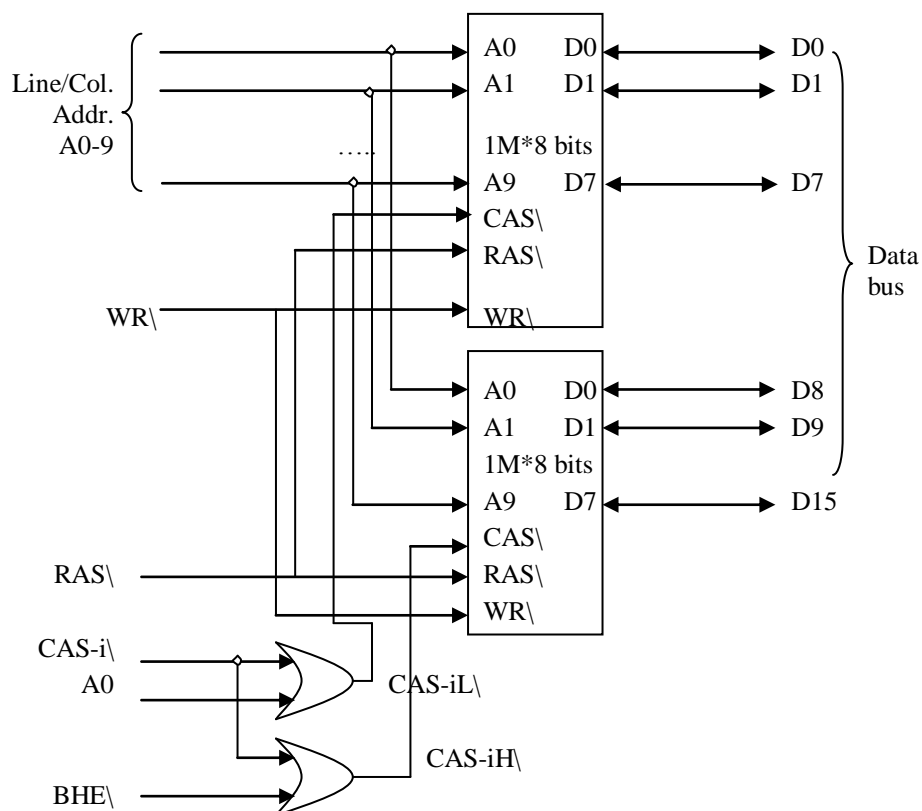 A0 D0 D0
Line/Col. A1 D1 D1
Addr.
A0-9
….. 1M*8 bits
A9 D7 D7
CAS\
RAS\ Data
bus
WR\ WR\
A0 D0 D8
A1 D1 D9
1M*8 bits
A9 D7 D15
CAS\
RAS\ RAS\
WR\
CAS-i\
A0 CAS-iL\
CAS-iH\
BHE\